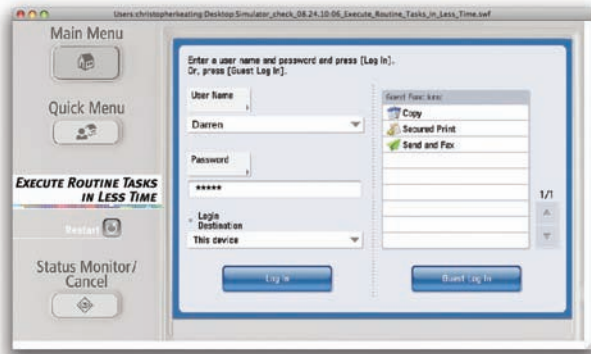 Users:christopherkeating:Desktop:Simulator_check_08.24.10:06_Execute_Routine_Tasks_In_Less_Time.swf
Main Menu
Quick Menu
EXECUTE ROUTINE TASKS
IN LESS TIME
Restart
Status Monitor/
Cancel
Enter a user name and password and press [Log In].
Or, press [Guest Log In].
User Name
Darren
Password
*****
Login
Destination
This device
Log In
Guest Functions
Copy
Secured Print
Send and Fax
1/1
Guest Log In